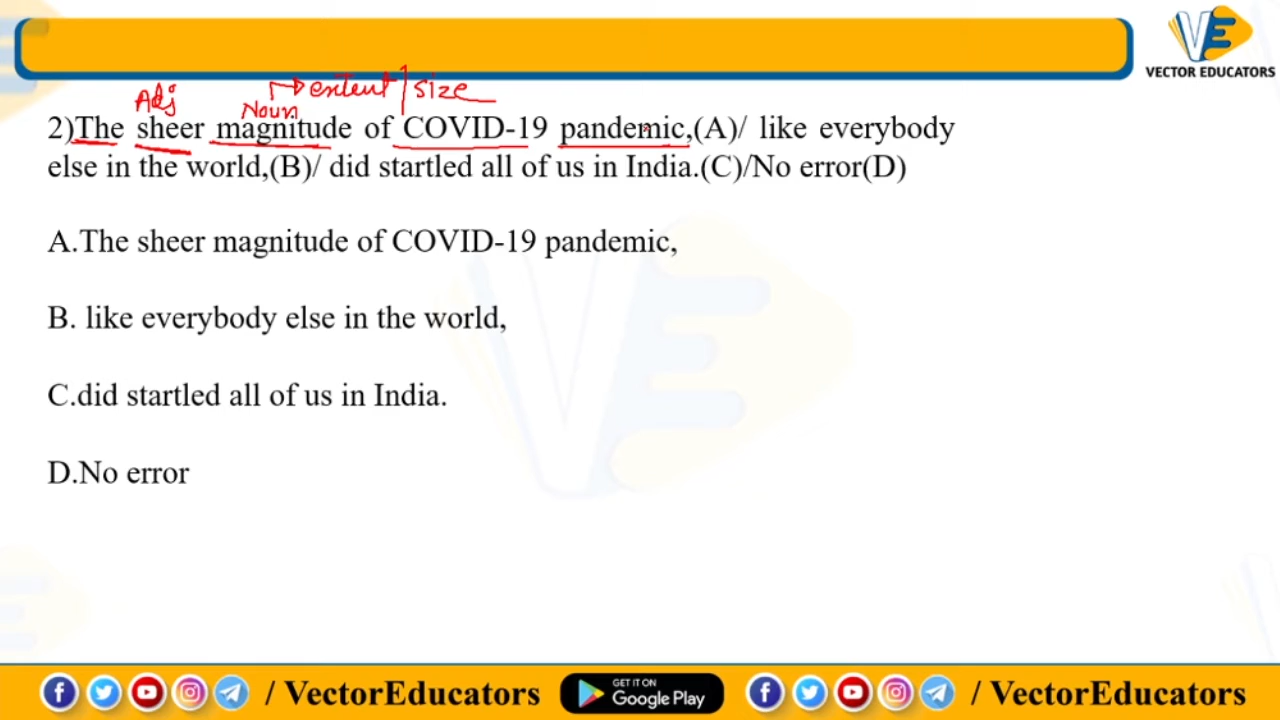 VE
VECTOR EDUCATORS
extent/size
Adj
Noun
2)The sheer magnitude of COVID-19 pandemic,(A)/ like everybody
else in the world,(B)/ did startled all of us in India.(C)/No error(D)
A.The sheer magnitude of COVID-19 pandemic,
B. like everybody else in the world,
C.did startled all of us in India.
D.No error
/ VectorEducators GET IT ON Google Play / VectorEducators